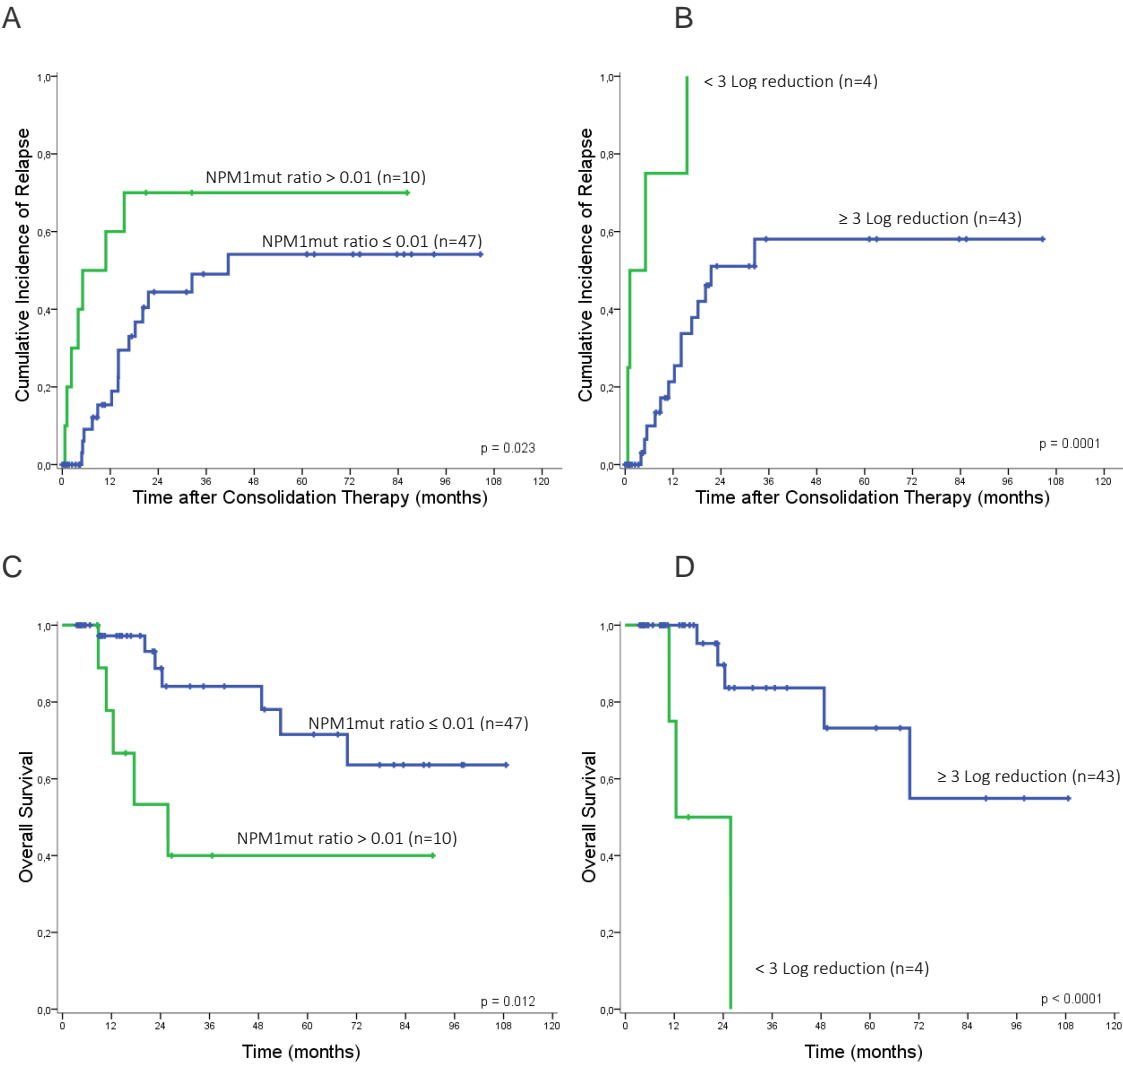 A
Cumulative Incidence of Relapse
1,0
0,8
0,6
0,4
0,2
0,0
NPM1mut ratio > 0.01 (n=10)
NPM1mut ratio ≤ 0.01 (n=47)
p = 0.023
0 12 24 36 48 60 72 84 96 108 120
Time after Consolidation Therapy (months)
B
Cumulative Incidence of Relapse
1,0
0,8
0,6
0,4
0,2
0,0
< 3 Log reduction (n=4)
≥ 3 Log reduction (n=43)
p = 0.0001
0 12 24 36 48 60 72 84 96 108 120
Time after Consolidation Therapy (months)
C
Overall Survival
1,0
0,8
0,6
0,4
0,2
0,0
NPM1mut ratio ≤ 0.01 (n=47)
NPM1mut ratio > 0.01 (n=10)
p = 0.012
0 12 24 36 48 60 72 84 96 108 120
Time (months)
D
Overall Survival
1,0
0,8
0,6
0,4
0,2
0,0
≥ 3 Log reduction (n=43)
< 3 Log reduction (n=4)
p < 0.0001
0 12 24 36 48 60 72 84 96 108 120
Time (months)